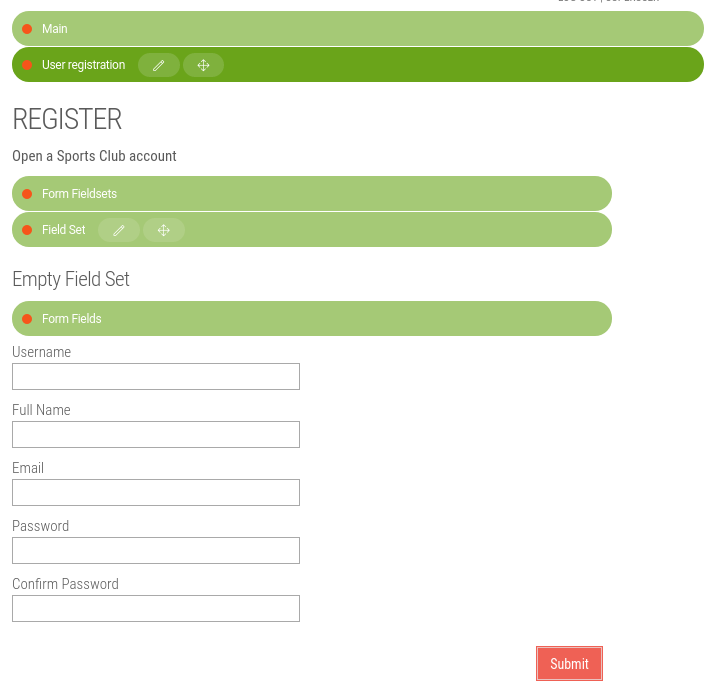 Main
User registration
REGISTER
Open a Sports Club account
Form Fieldsets
Field Set
Empty Field Set
Form Fields
Username
Full Name
Email
Password
Confirm Password
Submit